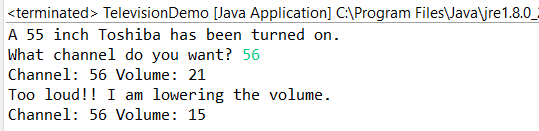 <terminated> TelevisionDemo [Java Application] C:\Program Files\Java\jre1.8.0_
A 55 inch Toshiba has been turned on.
What channel do you want? 56
Channel: 56 Volume: 21
Too loud!! I am lowering the volume.
Channel: 56 Volume: 15